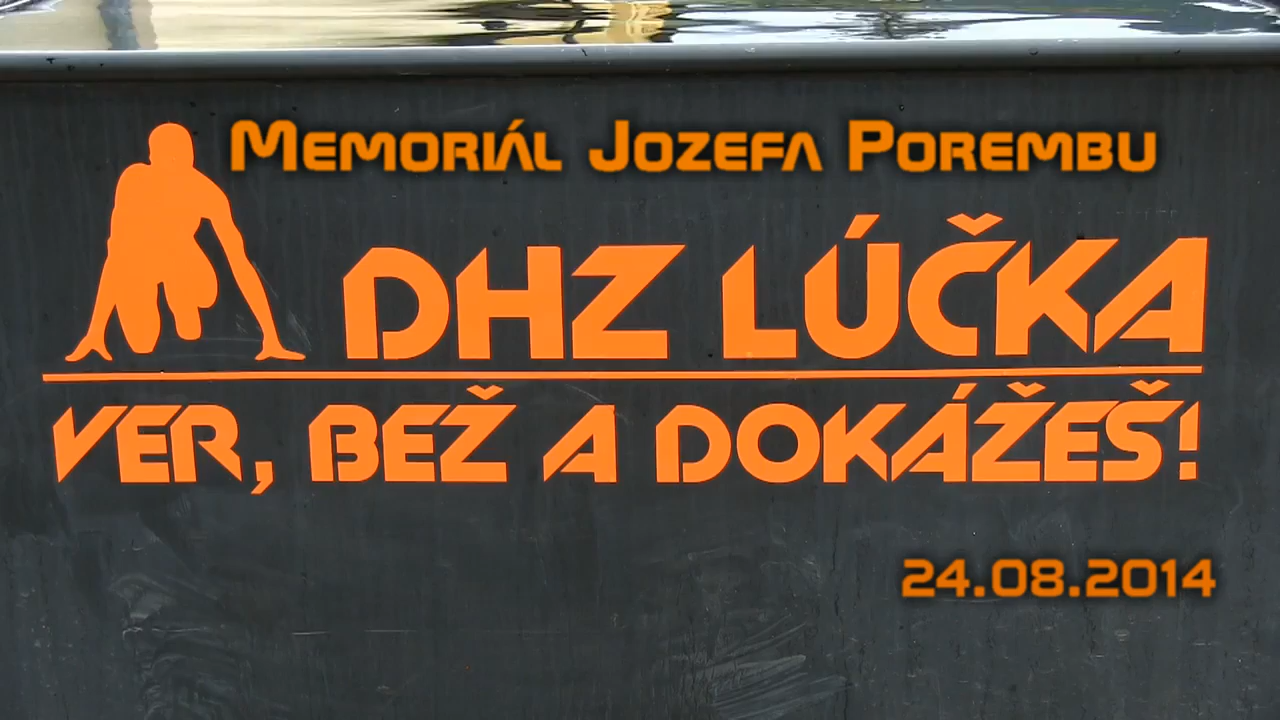 Memoriál Jozefa Porembu
DHZ LÚČKA
VER, BEŽ A DOKÁŽEŠ!
24.08.2014